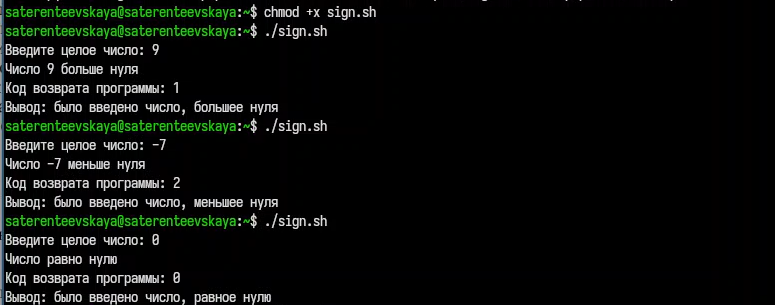 saterenteevskaya@saterenteevskaya:~$ chmod +x sign.sh
saterenteevskaya@saterenteevskaya:~$ ./sign.sh
Введите целое число: 9
Число 9 больше нуля
Код возврата программы: 1
Вывод: было введено число, большее нуля
saterenteevskaya@saterenteevskaya:~$ ./sign.sh
Введите целое число: -7
Число -7 меньше нуля
Код возврата программы: 2
Вывод: было введено число, меньшее нуля
saterenteevskaya@saterenteevskaya:~$ ./sign.sh
Введите целое число: 0
Число равно нулю
Код возврата программы: 0
Вывод: было введено число, равное нулю